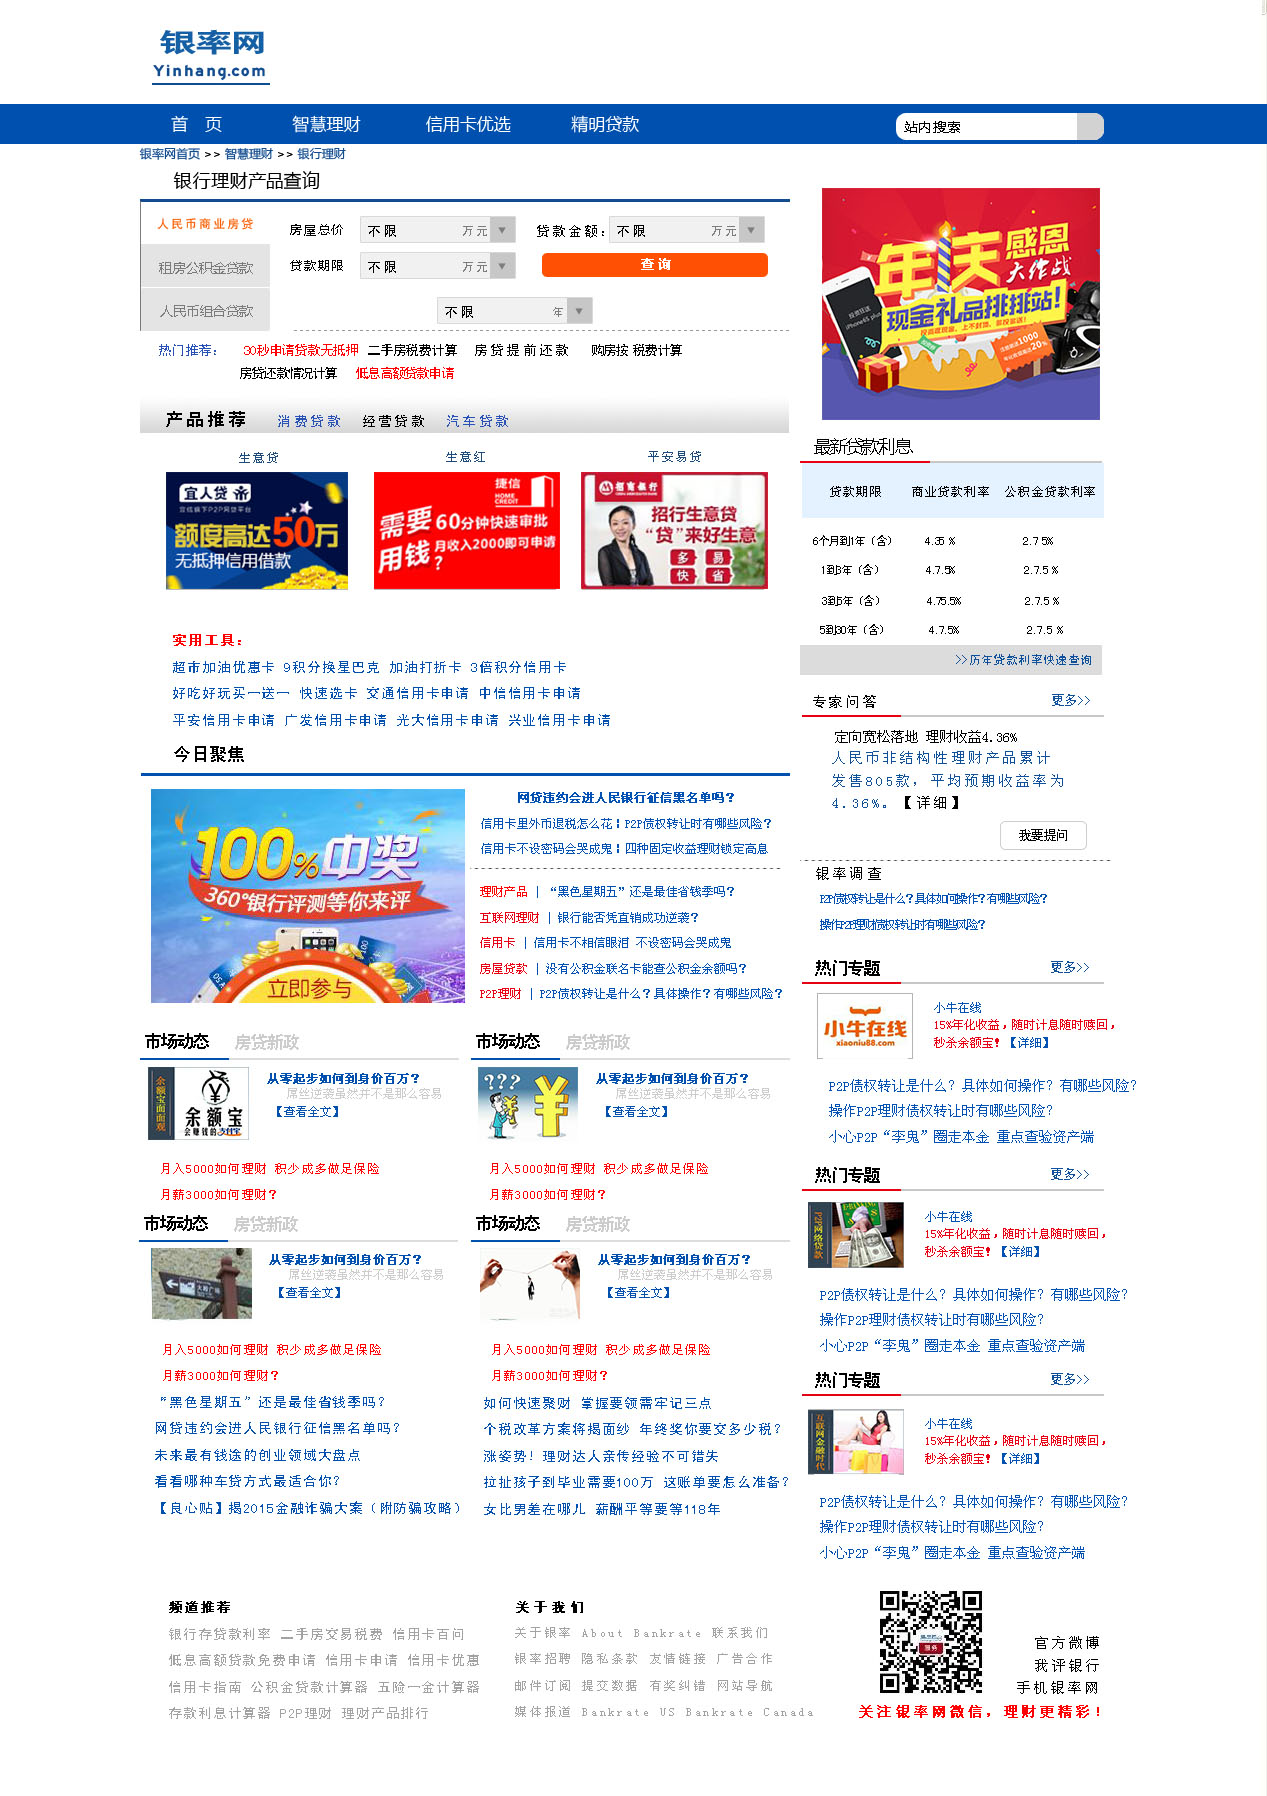 银率网
Yinhang.com
首 页 智慧理财 信用卡优选 精明贷款 站内搜索
银率网首页 >> 智慧理财 >> 银行理财
银行理财产品查询
人民币商业房贷
租房公积金贷款
人民币组合贷款
房屋总价 不限 万元 ▼ 贷款金额: 不限 万元 ▼
贷款期限 不限 万元 ▼ 查询
不限 年 ▼
热门推荐: 30秒申请贷款无抵押 二手房税费计算 房贷提前还款 购房按 税费计算
房贷还款情况计算 低息高额贷款申请
产品推荐 消费贷款 经营贷款 汽车贷款
生意贷 生意红 平安易贷
宜人贷
宜信旗下P2P网贷平台
额度高达50万
无抵押信用借款
捷信
HOME CREDIT
需要用钱?
60分钟快速审批
月收入2000即可申请
招商银行
招行生意贷
“贷”来好生意
多 易
快 省
实用工具:
超市加油优惠卡 9积分换星巴克 加油打折卡 3倍积分信用卡
好吃好玩买一送一 快速选卡 交通信用卡申请 中信信用卡申请
平安信用卡申请 广发信用卡申请 光大信用卡申请 兴业信用卡申请
今日聚焦
100%中奖
360°银行评测等你来评
立即参与
网贷违约会进人民银行征信黑名单吗?
信用卡里外币退税怎么花¦P2P债权转让时有哪些风险?
信用卡不设密码会哭成鬼¦四种固定收益理财锁定高息
理财产品 | “黑色星期五”还是最佳省钱季吗?
互联网理财 | 银行能否凭直销成功逆袭?
信用卡 | 信用卡不相信眼泪 不设密码会哭成鬼
房屋贷款 | 没有公积金联名卡能查公积金余额吗?
P2P理财 | P2P债权转让是什么?具体操作?有哪些风险?
市场动态 房贷新政
余额宝面面观
余额宝
会赚钱的支付宝
从零起步如何到身价百万?
屌丝逆袭虽然并不是那么容易
【查看全文】
月入5000如何理财 积少成多做足保险
月薪3000如何理财?
市场动态 房贷新政
???
从零起步如何到身价百万?
屌丝逆袭虽然并不是那么容易
【查看全文】
月入5000如何理财 积少成多做足保险
月薪3000如何理财?
市场动态 房贷新政
从零起步如何到身价百万?
屌丝逆袭虽然并不是那么容易
【查看全文】
月入5000如何理财 积少成多做足保险
月薪3000如何理财?
“黑色星期五”还是最佳省钱季吗?
网贷违约会进人民银行征信黑名单吗?
未来最有钱途的创业领域大盘点
看看哪种车贷方式最适合你?
【良心贴】揭2015金融诈骗大案(附防骗攻略)
市场动态 房贷新政
从零起步如何到身价百万?
屌丝逆袭虽然并不是那么容易
【查看全文】
月入5000如何理财 积少成多做足保险
月薪3000如何理财?
如何快速聚财 掌握要领需牢记三点
个税改革方案将揭面纱 年终奖你要交多少税?
涨姿势! 理财达人亲传经验不可错失
拉扯孩子到毕业需要100万 这账单要怎么准备?
女比男差在哪儿 薪酬平等要等118年
年庆感恩大作战
现金礼品排排站!
最新贷款利息
贷款期限 商业贷款利率 公积金贷款利率
6个月到1年(含) 4.35 % 2.75%
1到3年(含) 4.7.5% 2.7.5 %
3到5年(含) 4.75.5% 2.7.5 %
5到30年(含) 4.7.5% 2.7.5 %
>>历年贷款利率快速查询
专家问答 更多>>
定向宽松落地 理财收益4.36%
人民币非结构性理财产品累计
发售805款, 平均预期收益率为
4.36%。【详细】
我要提问
银率调查
P2P债权转让是什么?具体如何操作?有哪些风险?
操作P2P理财债权转让时有哪些风险?
热门专题 更多>>
小牛在线
xiaoniu88.com
小牛在线
15%年化收益,随时计息随时赎回,
秒杀余额宝! 【详细】
P2P债权转让是什么? 具体如何操作? 有哪些风险?
操作P2P理财债权转让时有哪些风险?
小心P2P“李鬼”圈走本金 重点查验资产端
热门专题 更多>>
P2P网络贷款
小牛在线
15%年化收益,随时计息随时赎回,
秒杀余额宝! 【详细】
P2P债权转让是什么? 具体如何操作? 有哪些风险?
操作P2P理财债权转让时有哪些风险?
小心P2P“李鬼”圈走本金 重点查验资产端
热门专题 更多>>
互联网金融时代
小牛在线
15%年化收益,随时计息随时赎回,
秒杀余额宝! 【详细】
P2P债权转让是什么? 具体如何操作? 有哪些风险?
操作P2P理财债权转让时有哪些风险?
小心P2P“李鬼”圈走本金 重点查验资产端
频道推荐
银行存贷款利率 二手房交易税费 信用卡百问
低息高额贷款免费申请 信用卡申请 信用卡优惠
信用卡指南 公积金贷款计算器 五险一金计算器
存款利息计算器 P2P理财 理财产品排行
关于我们
关于银率 About Bankrate 联系我们
银率招聘 隐私条款 友情链接 广告合作
邮件订阅 提交数据 有奖纠错 网站导航
媒体报道 Bankrate US Bankrate Canada
官方微博
我评银行
手机银率网
关注银率网微信, 理财更精彩!